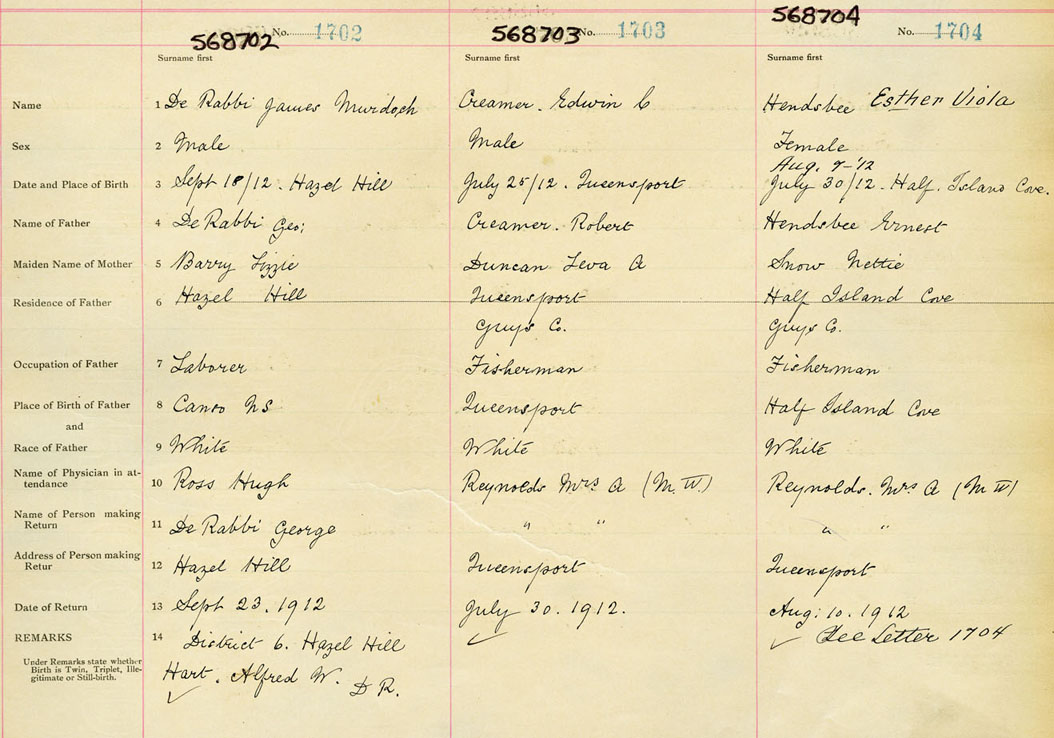 568702 No. 1702 568703 No. 1703 568704 No. 1704
Surname first Surname first Surname first
Name 1 De Rabbi James Murdoch Creamer. Edwin C Hendsbee Esther Viola
Sex 2 Male Male Female
Aug. 9-'12
Date and Place of Birth 3 Sept 18/12. Hazel Hill July 25/12. Queensport July 30/12. Half. Island Cove.
Name of Father 4 De Rabbi Geo: Creamer. Robert Hendsbee Ernest
Maiden Name of Mother 5 Barry Lizzie Duncan Leva A Snow Nettie
Residence of Father 6 Hazel Hill Queensport Half Island Cove
Guys Co. Guys Co.
Occupation of Father 7 Laborer Fisherman Fisherman
Place of Birth of Father 8 Canso NS Queensport Half Island Cove
and
Race of Father 9 White White White
Name of Physician in at-
tendance 10 Ross Hugh Reynolds Mrs A (M.W) Reynolds. Mrs A (M W)
Name of Person making
Return 11 De Rabbi George " " " "
Address of Person making
Retur 12 Hazel Hill Queensport Queensport
Date of Return 13 Sept 23. 1912 July 30. 1912. Aug: 10. 1912
REMARKS 14 District 6. Hazel Hill ✓ ✓ See Letter 1704
Under Remarks state whether
Birth is Twin, Triplet, Ille-
gitimate or Still-birth.
Hart. Alfred W. D R.
✓